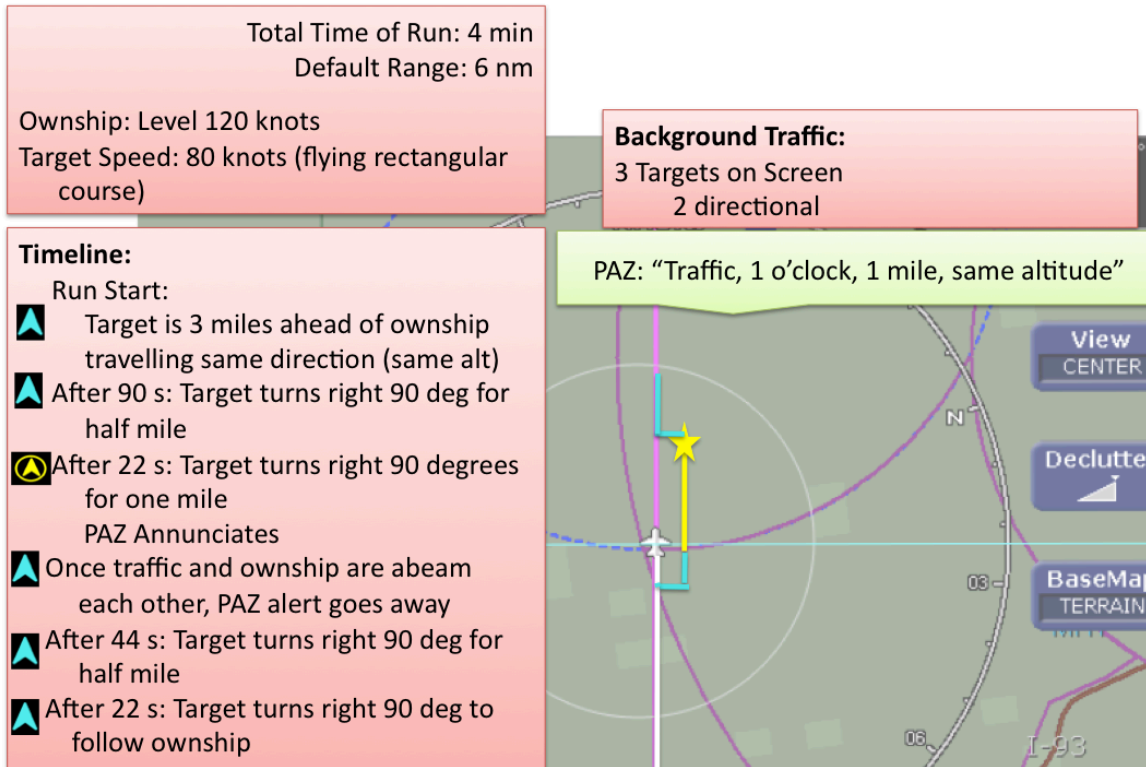 Total Time of Run: 4 min
Default Range: 6 nm
Ownship: Level 120 knots
Target Speed: 80 knots (flying rectangular
course)
Background Traffic:
3 Targets on Screen
2 directional
Timeline:
Run Start:
Target is 3 miles ahead of ownship
travelling same direction (same alt)
After 90 s: Target turns right 90 deg for
half mile
After 22 s: Target turns right 90 degrees
for one mile
PAZ Annunciates
Once traffic and ownship are abeam
each other, PAZ alert goes away
After 44 s: Target turns right 90 deg for
half mile
After 22 s: Target turns right 90 deg to
follow ownship
PAZ: “Traffic, 1 o’clock, 1 mile, same altitude”
View
CENTER
N
Declutte
03
BaseMap
TERRAIN
06
I-93